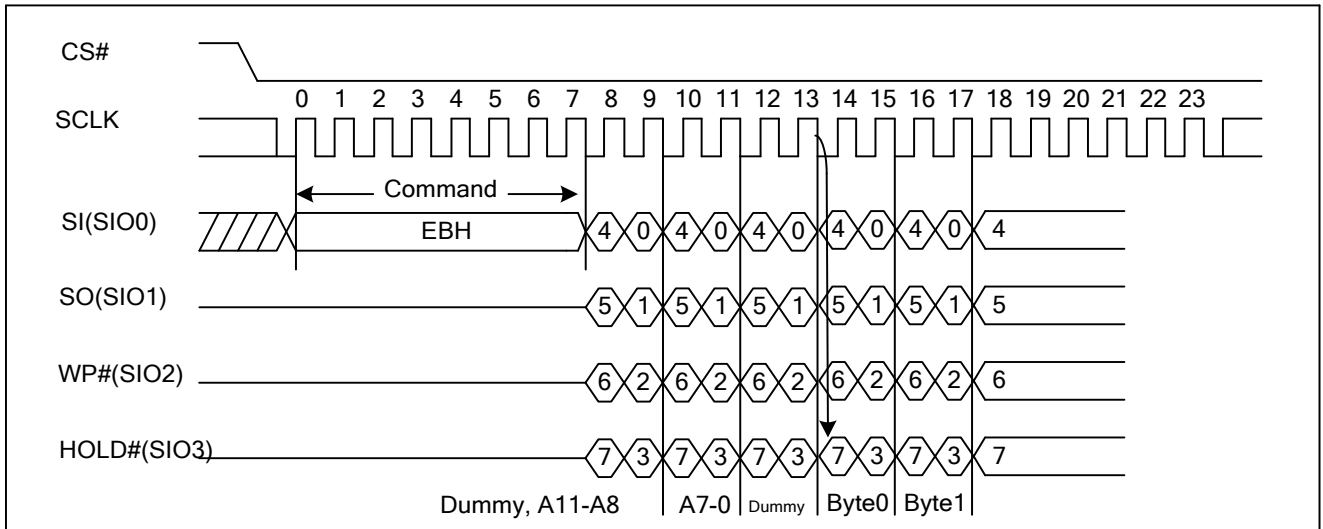 CS#
SCLK
0 1 2 3 4 5 6 7 8 9 10 11 12 13 14 15 16 17 18 19 20 21 22 23
Command
SI(SIO0)
EBH
4 0 4 0 4 0 4 0 4 0 4
SO(SIO1)
5 1 5 1 5 1 5 1 5 1 5
WP#(SIO2)
6 2 6 2 6 2 6 2 6 2 6
HOLD#(SIO3)
7 3 7 3 7 3 7 3 7 3 7
Dummy, A11-A8 A7-0 Dummy Byte0 Byte1